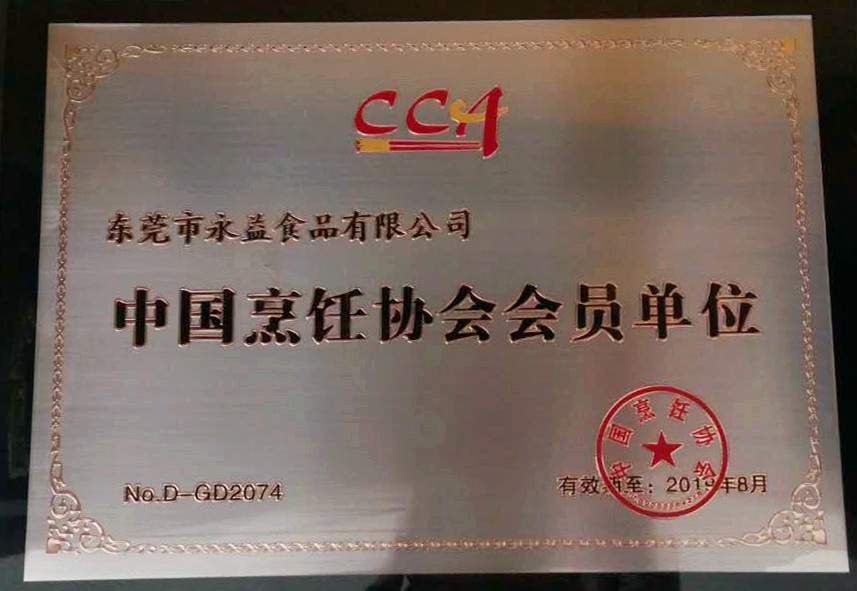 CCA
东莞市永益食品有限公司
中国烹饪协会会员单位
中国烹饪协会
No.D-GD2074
有效期至：2019年8月